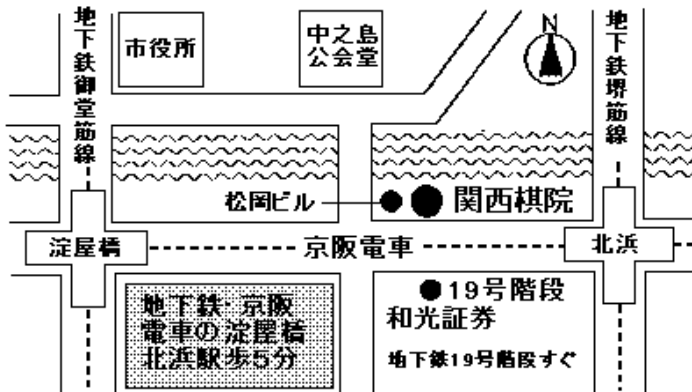 地下鉄御堂筋線
市役所
中之島
公会堂
N
地下鉄堺筋線
松岡ビル
関西棋院
淀屋橋
京阪電車
北浜
地下鉄・京阪
電車の淀屋橋
北浜駅歩5分
19号階段
和光証券
地下鉄19号階段すぐ